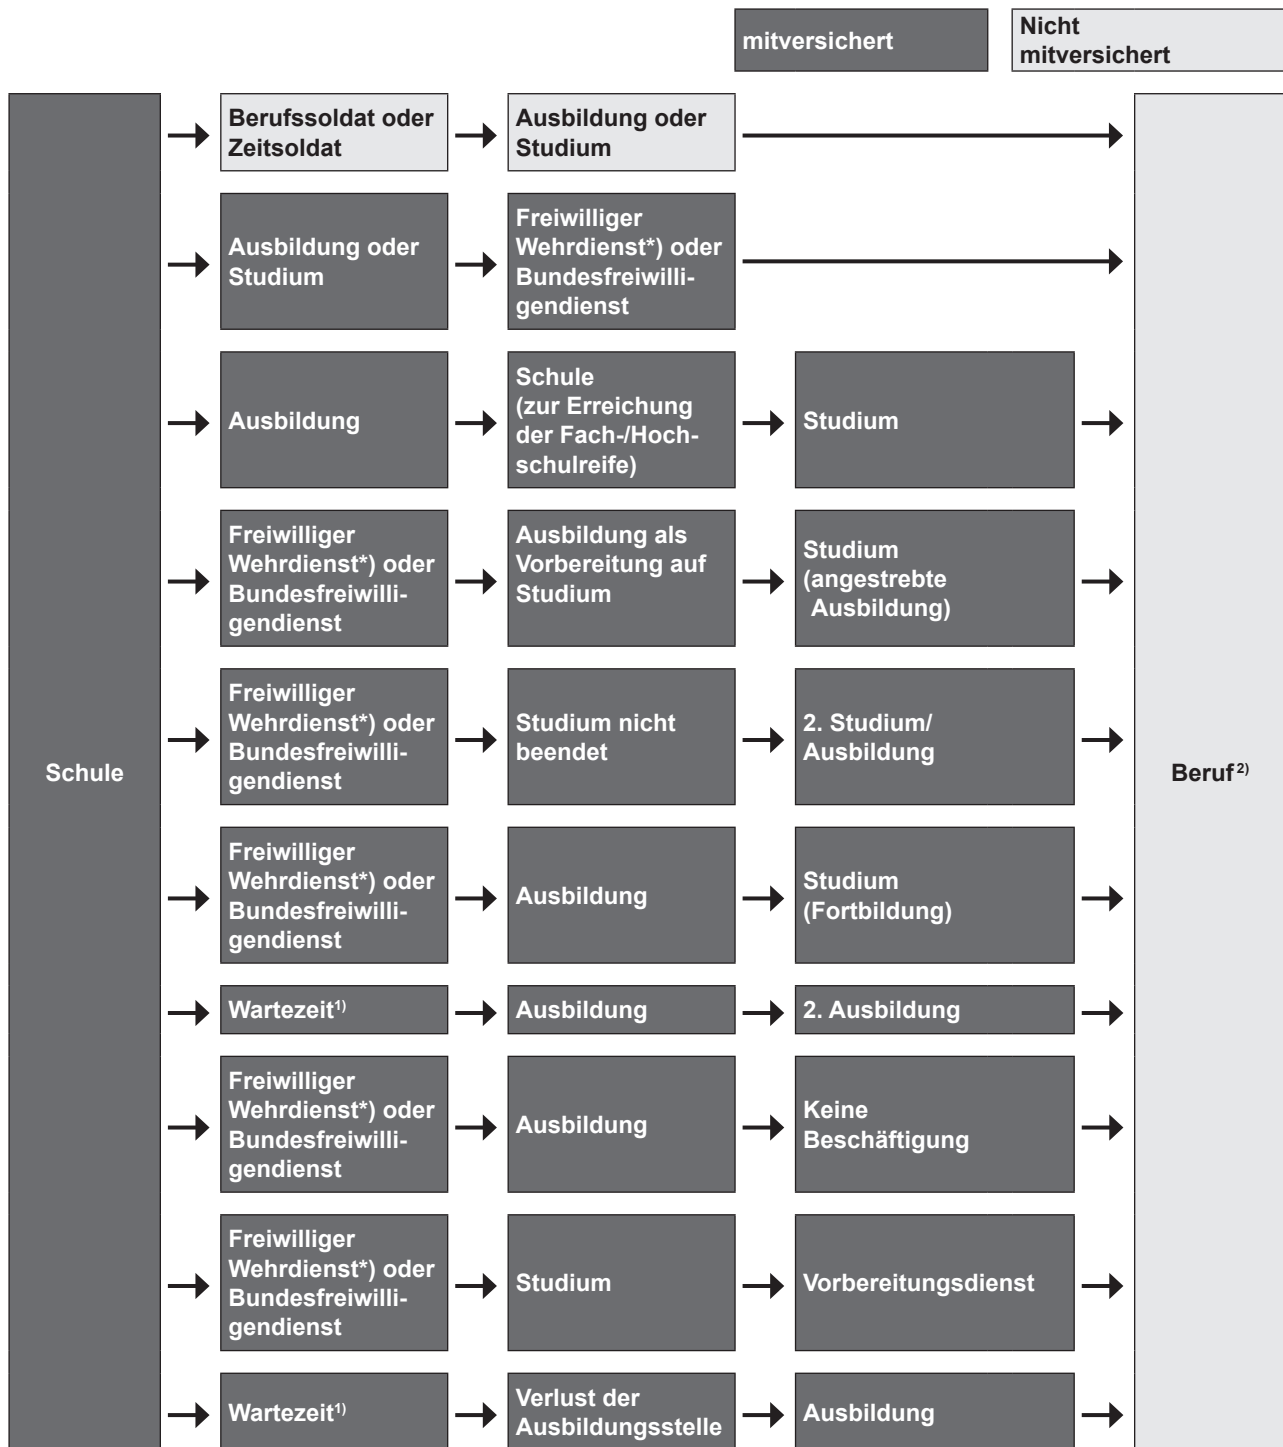 mitversichert
Nicht
mitversichert
Schule
Berufssoldat oder
Zeitsoldat
Ausbildung oder
Studium
Ausbildung oder
Studium
Freiwilliger
Wehrdienst*) oder
Bundesfreiwilli-
gendienst
Ausbildung
Schule
(zur Erreichung
der Fach-/Hoch-
schulreife)
Studium
Freiwilliger
Wehrdienst*) oder
Bundesfreiwilli-
gendienst
Ausbildung als
Vorbereitung auf
Studium
Studium
(angestrebte
Ausbildung)
Freiwilliger
Wehrdienst*) oder
Bundesfreiwilli-
gendienst
Studium nicht
beendet
2. Studium/
Ausbildung
Freiwilliger
Wehrdienst*) oder
Bundesfreiwilli-
gendienst
Ausbildung
Studium
(Fortbildung)
Wartezeit1)
Ausbildung
2. Ausbildung
Freiwilliger
Wehrdienst*) oder
Bundesfreiwilli-
gendienst
Ausbildung
Keine
Beschäftigung
Freiwilliger
Wehrdienst*) oder
Bundesfreiwilli-
gendienst
Studium
Vorbereitungsdienst
Wartezeit1)
Verlust der
Ausbildungsstelle
Ausbildung
Beruf2)